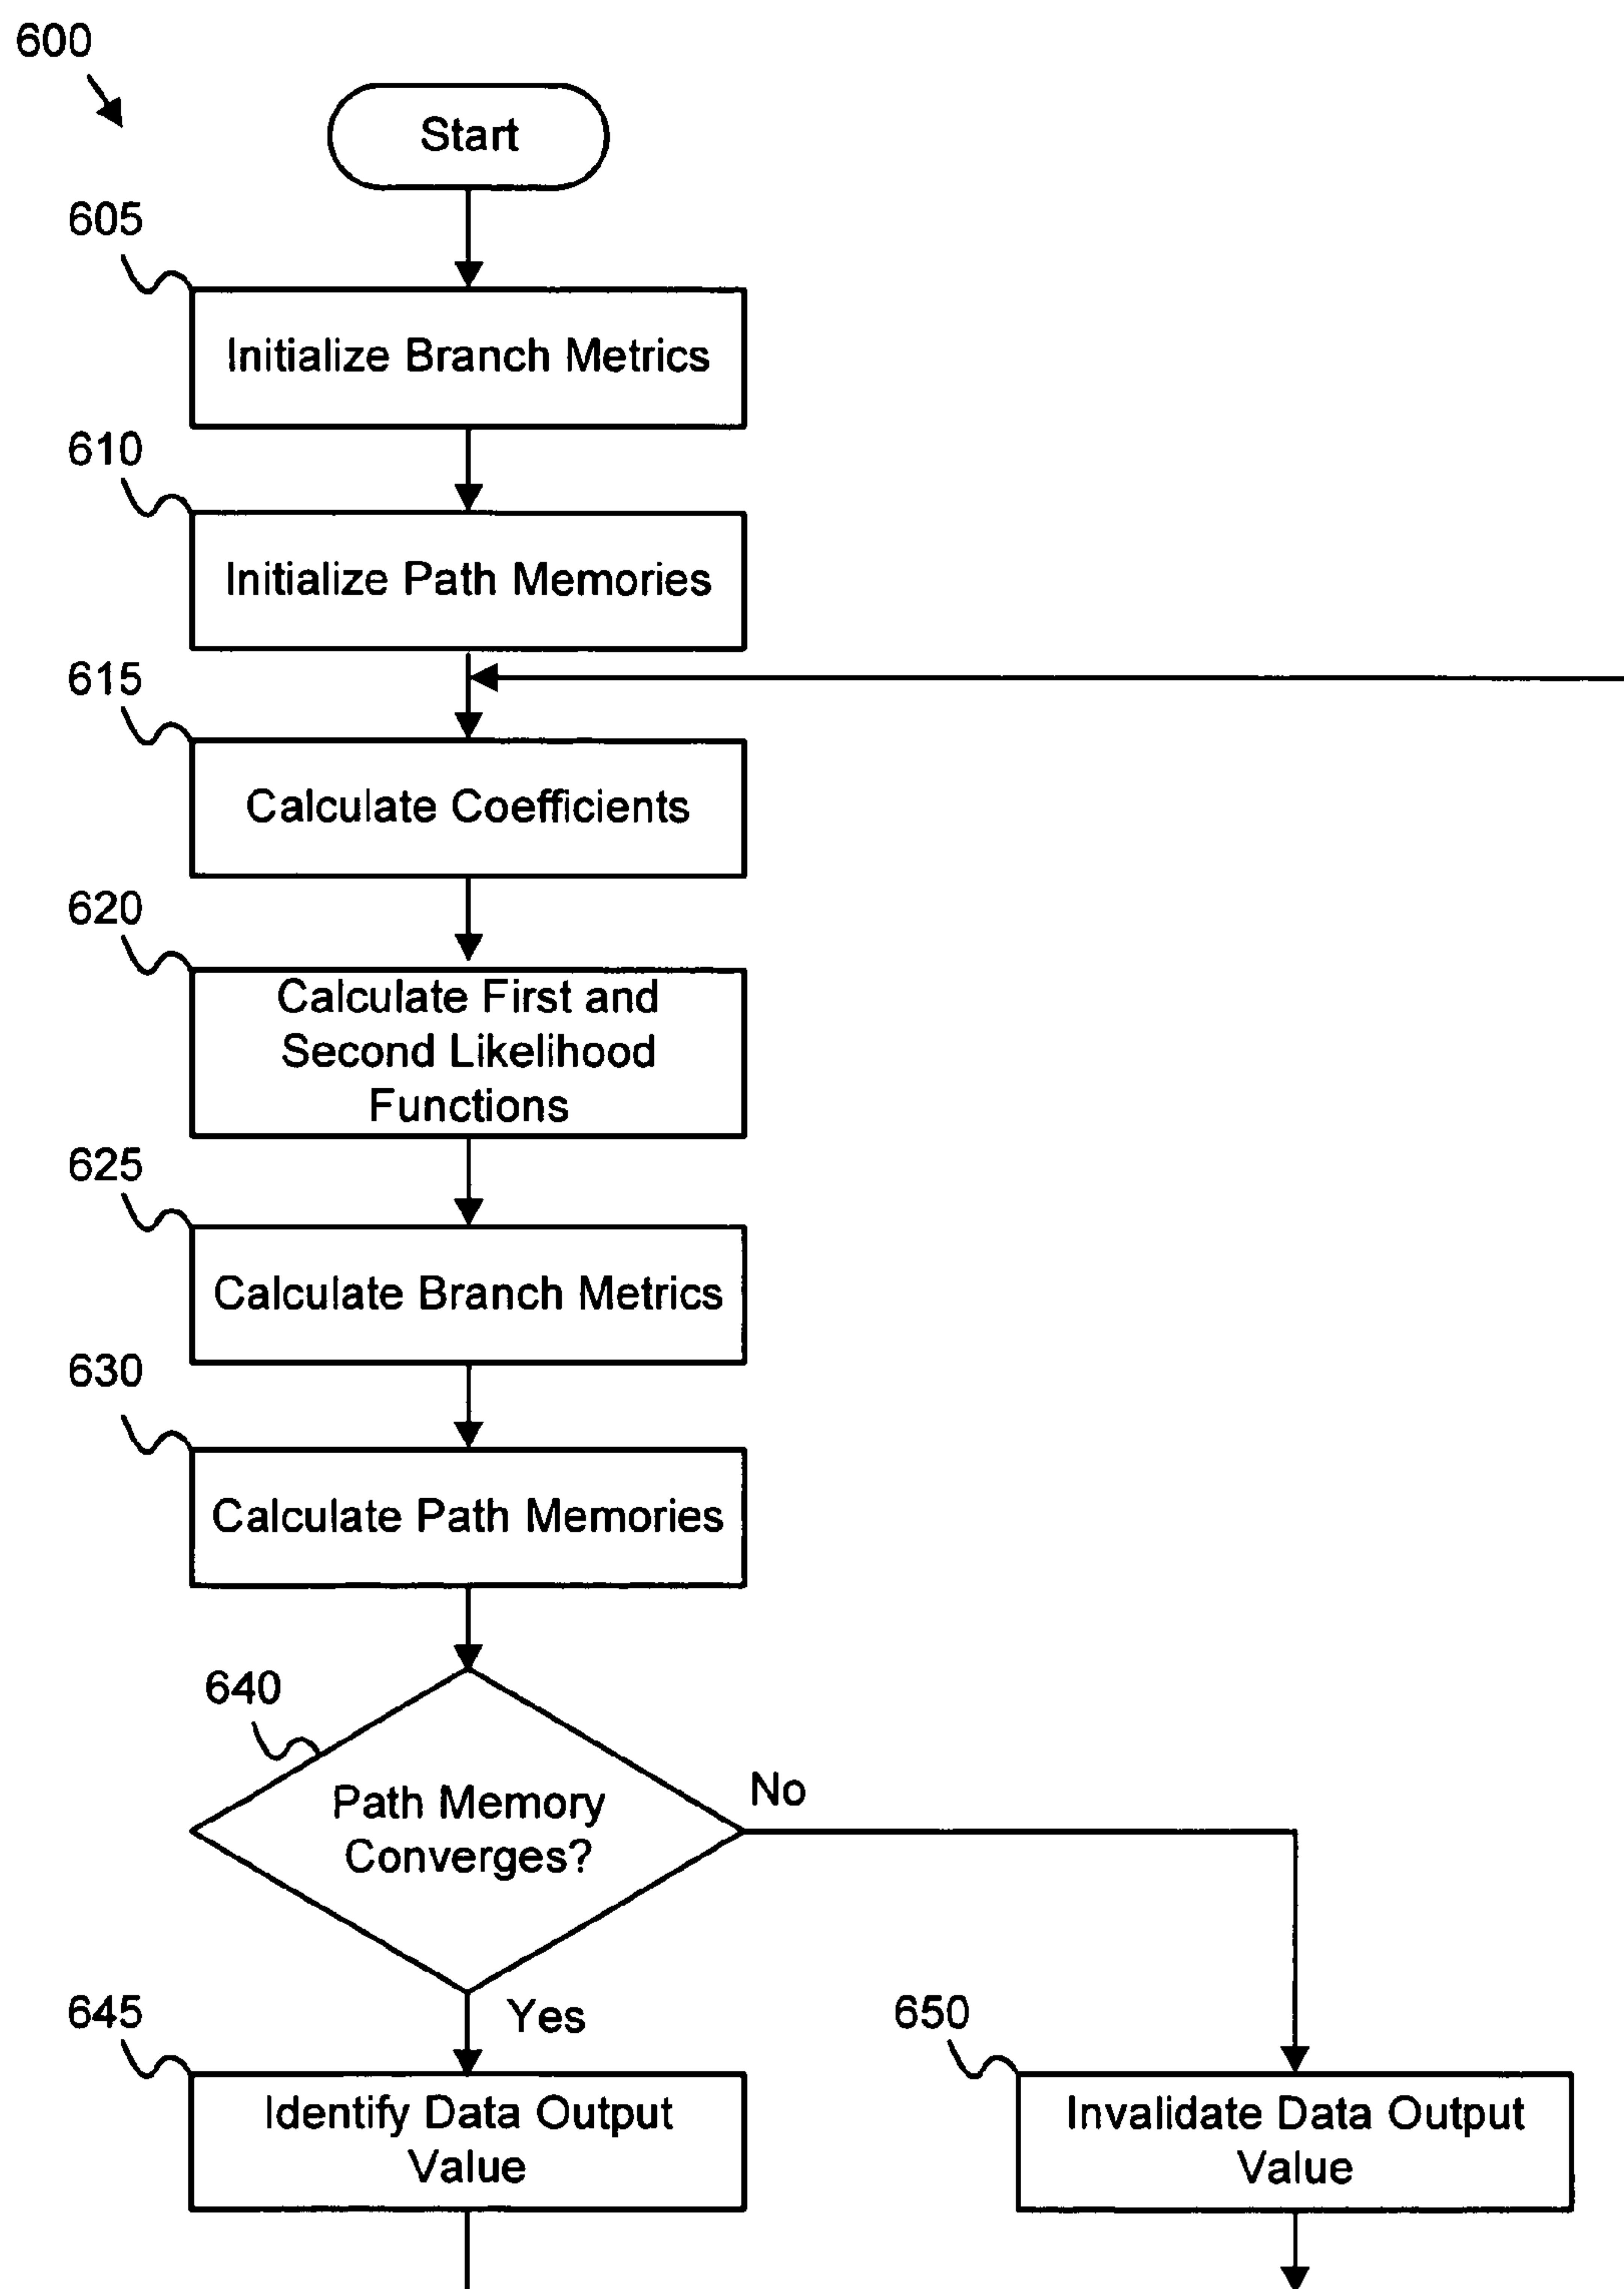 600
Start
605
Initialize Branch Metrics
610
Initialize Path Memories
615
Calculate Coefficients
620
Calculate First and
Second Likelihood
Functions
625
Calculate Branch Metrics
630
Calculate Path Memories
640
Path Memory
Converges?
No
Yes
645
Identify Data Output
Value
650
Invalidate Data Output
Value